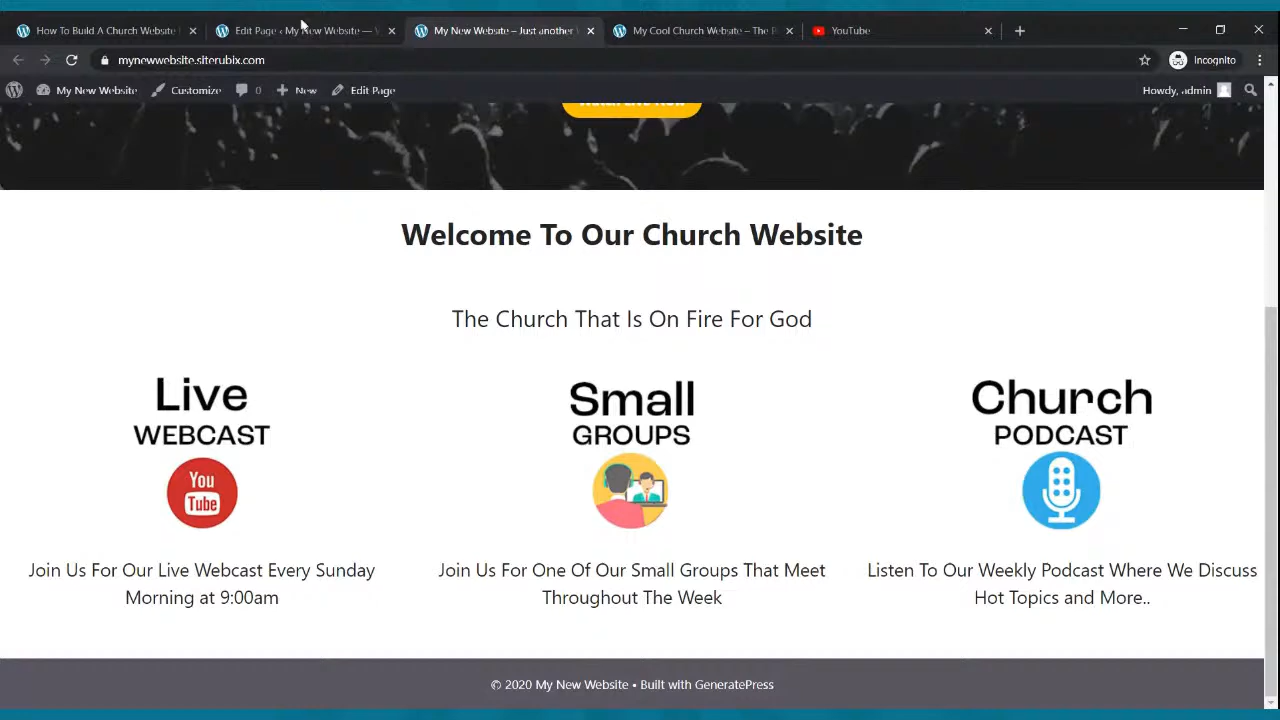 How To Build A Church Website
Edit Page ‹ My New Website —
My New Website – Just another
My Cool Church Website – The
YouTube
mynewwebsite.siterubix.com
Incognito
My New Website
Customize
0
New
Edit Page
Howdy, admin
Watch Live Now
Welcome To Our Church Website
The Church That Is On Fire For God
Live
WEBCAST
You
Tube
Join Us For Our Live Webcast Every Sunday
Morning at 9:00am
Small
GROUPS
Join Us For One Of Our Small Groups That Meet
Throughout The Week
Church
PODCAST
Listen To Our Weekly Podcast Where We Discuss
Hot Topics and More..
© 2020 My New Website • Built with GeneratePress